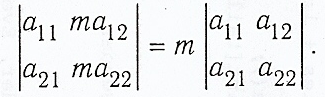 |a₁₁ ma₁₂| = m |a₁₁ a₁₂| .
|a₂₁ ma₂₂| |a₂₁ a₂₂|